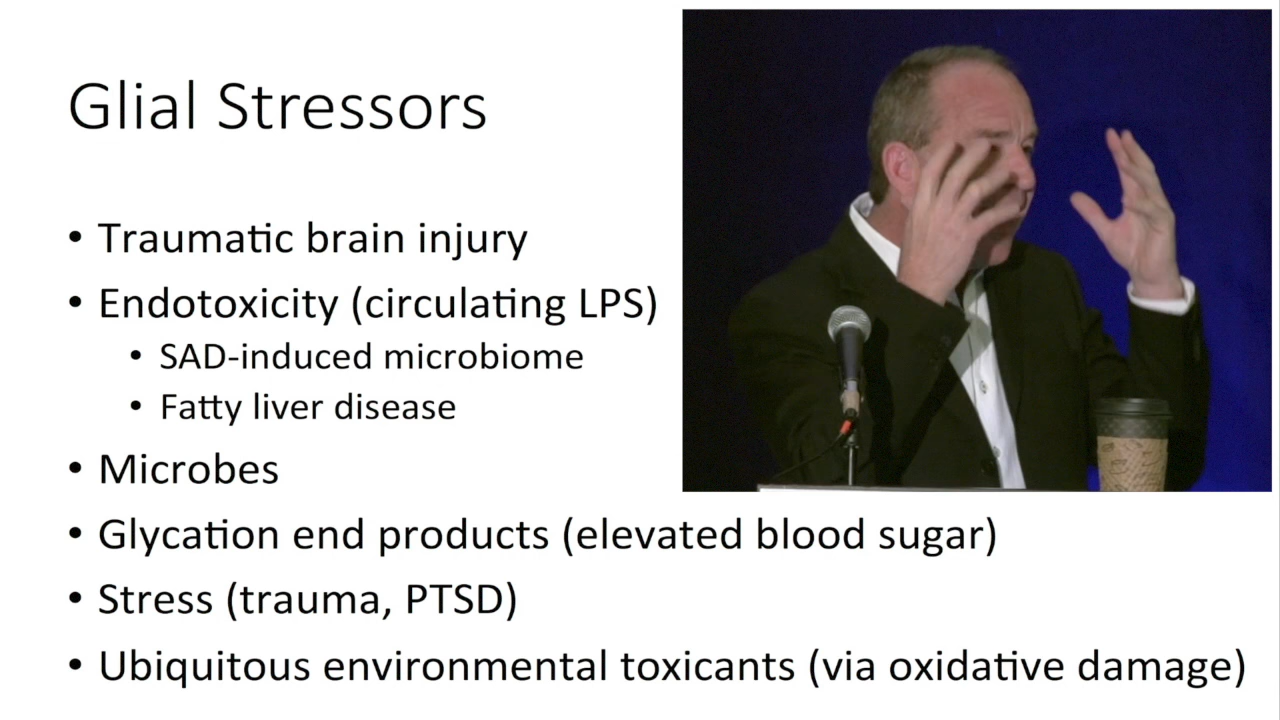 Glial Stressors
• Traumatic brain injury
• Endotoxicity (circulating LPS)
• SAD-induced microbiome
• Fatty liver disease
• Microbes
• Glycation end products (elevated blood sugar)
• Stress (trauma, PTSD)
• Ubiquitous environmental toxicants (via oxidative damage)